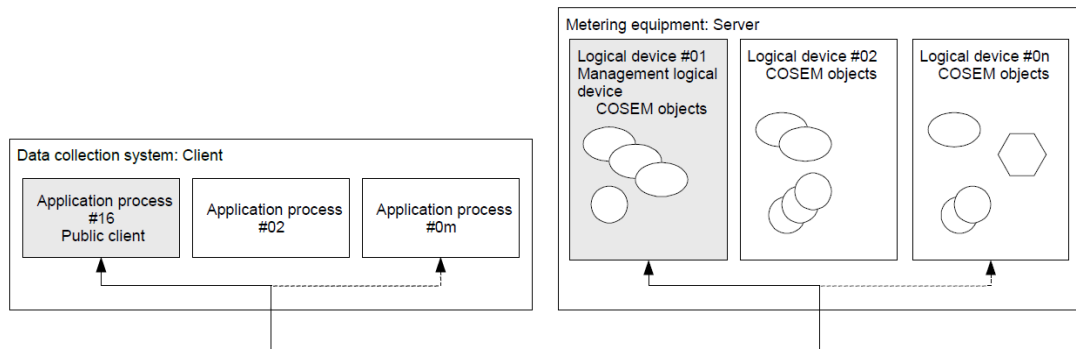 Metering equipment: Server
Logical device #01
Management logical
device
COSEM objects
Logical device #02
COSEM objects
Logical device #0n
COSEM objects
Data collection system: Client
Application process
#16
Public client
Application process
#02
Application process
#0m